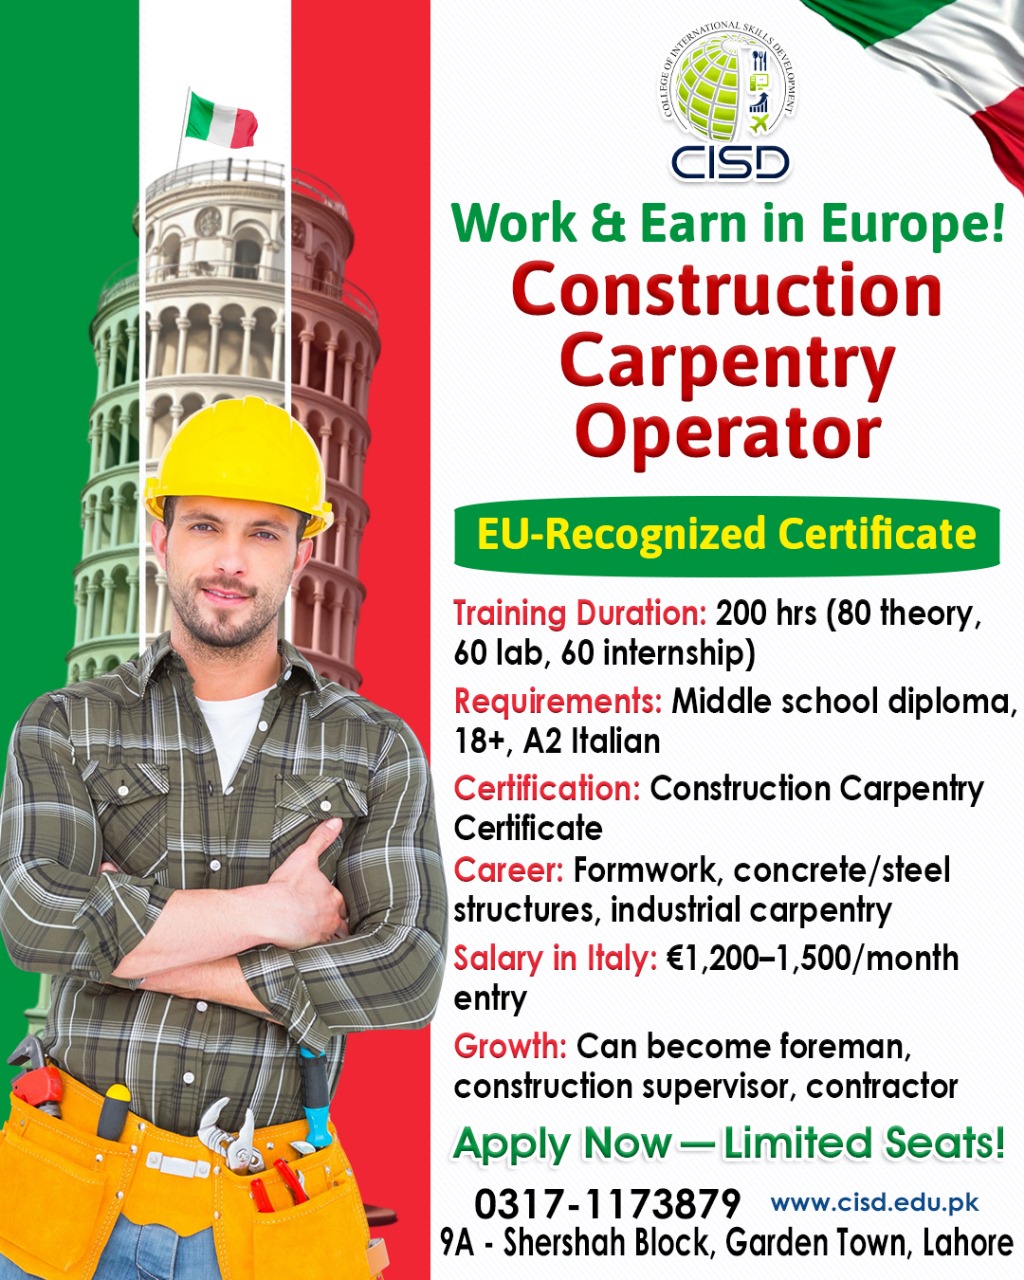 COLLEGE OF INTERNATIONAL SKILLS DEVELOPMENT
CISD
Work & Earn in Europe!
Construction
Carpentry
Operator
EU-Recognized Certificate
Training Duration: 200 hrs (80 theory,
60 lab, 60 internship)
Requirements: Middle school diploma,
18+, A2 Italian
Certification: Construction Carpentry
Certificate
Career: Formwork, concrete/steel
structures, industrial carpentry
Salary in Italy: €1,200–1,500/month
entry
Growth: Can become foreman,
construction supervisor, contractor
Apply Now — Limited Seats!
0317-1173879 www.cisd.edu.pk
9A - Shershah Block, Garden Town, Lahore